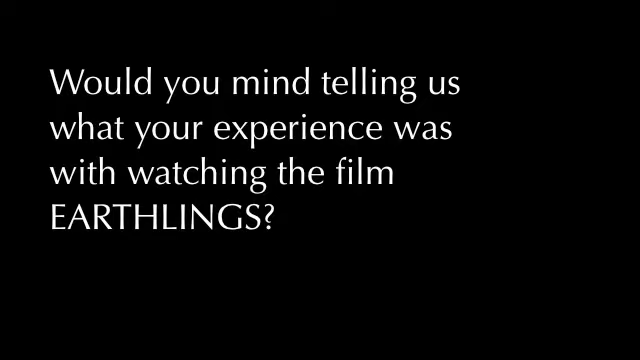 Would you mind telling us
what your experience was
with watching the film
EARTHLINGS?